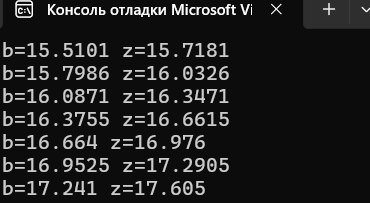 Консоль отладки Microsoft Vi
b=15.5101 z=15.7181
b=15.7986 z=16.0326
b=16.0871 z=16.3471
b=16.3755 z=16.6615
b=16.664 z=16.976
b=16.9525 z=17.2905
b=17.241 z=17.605